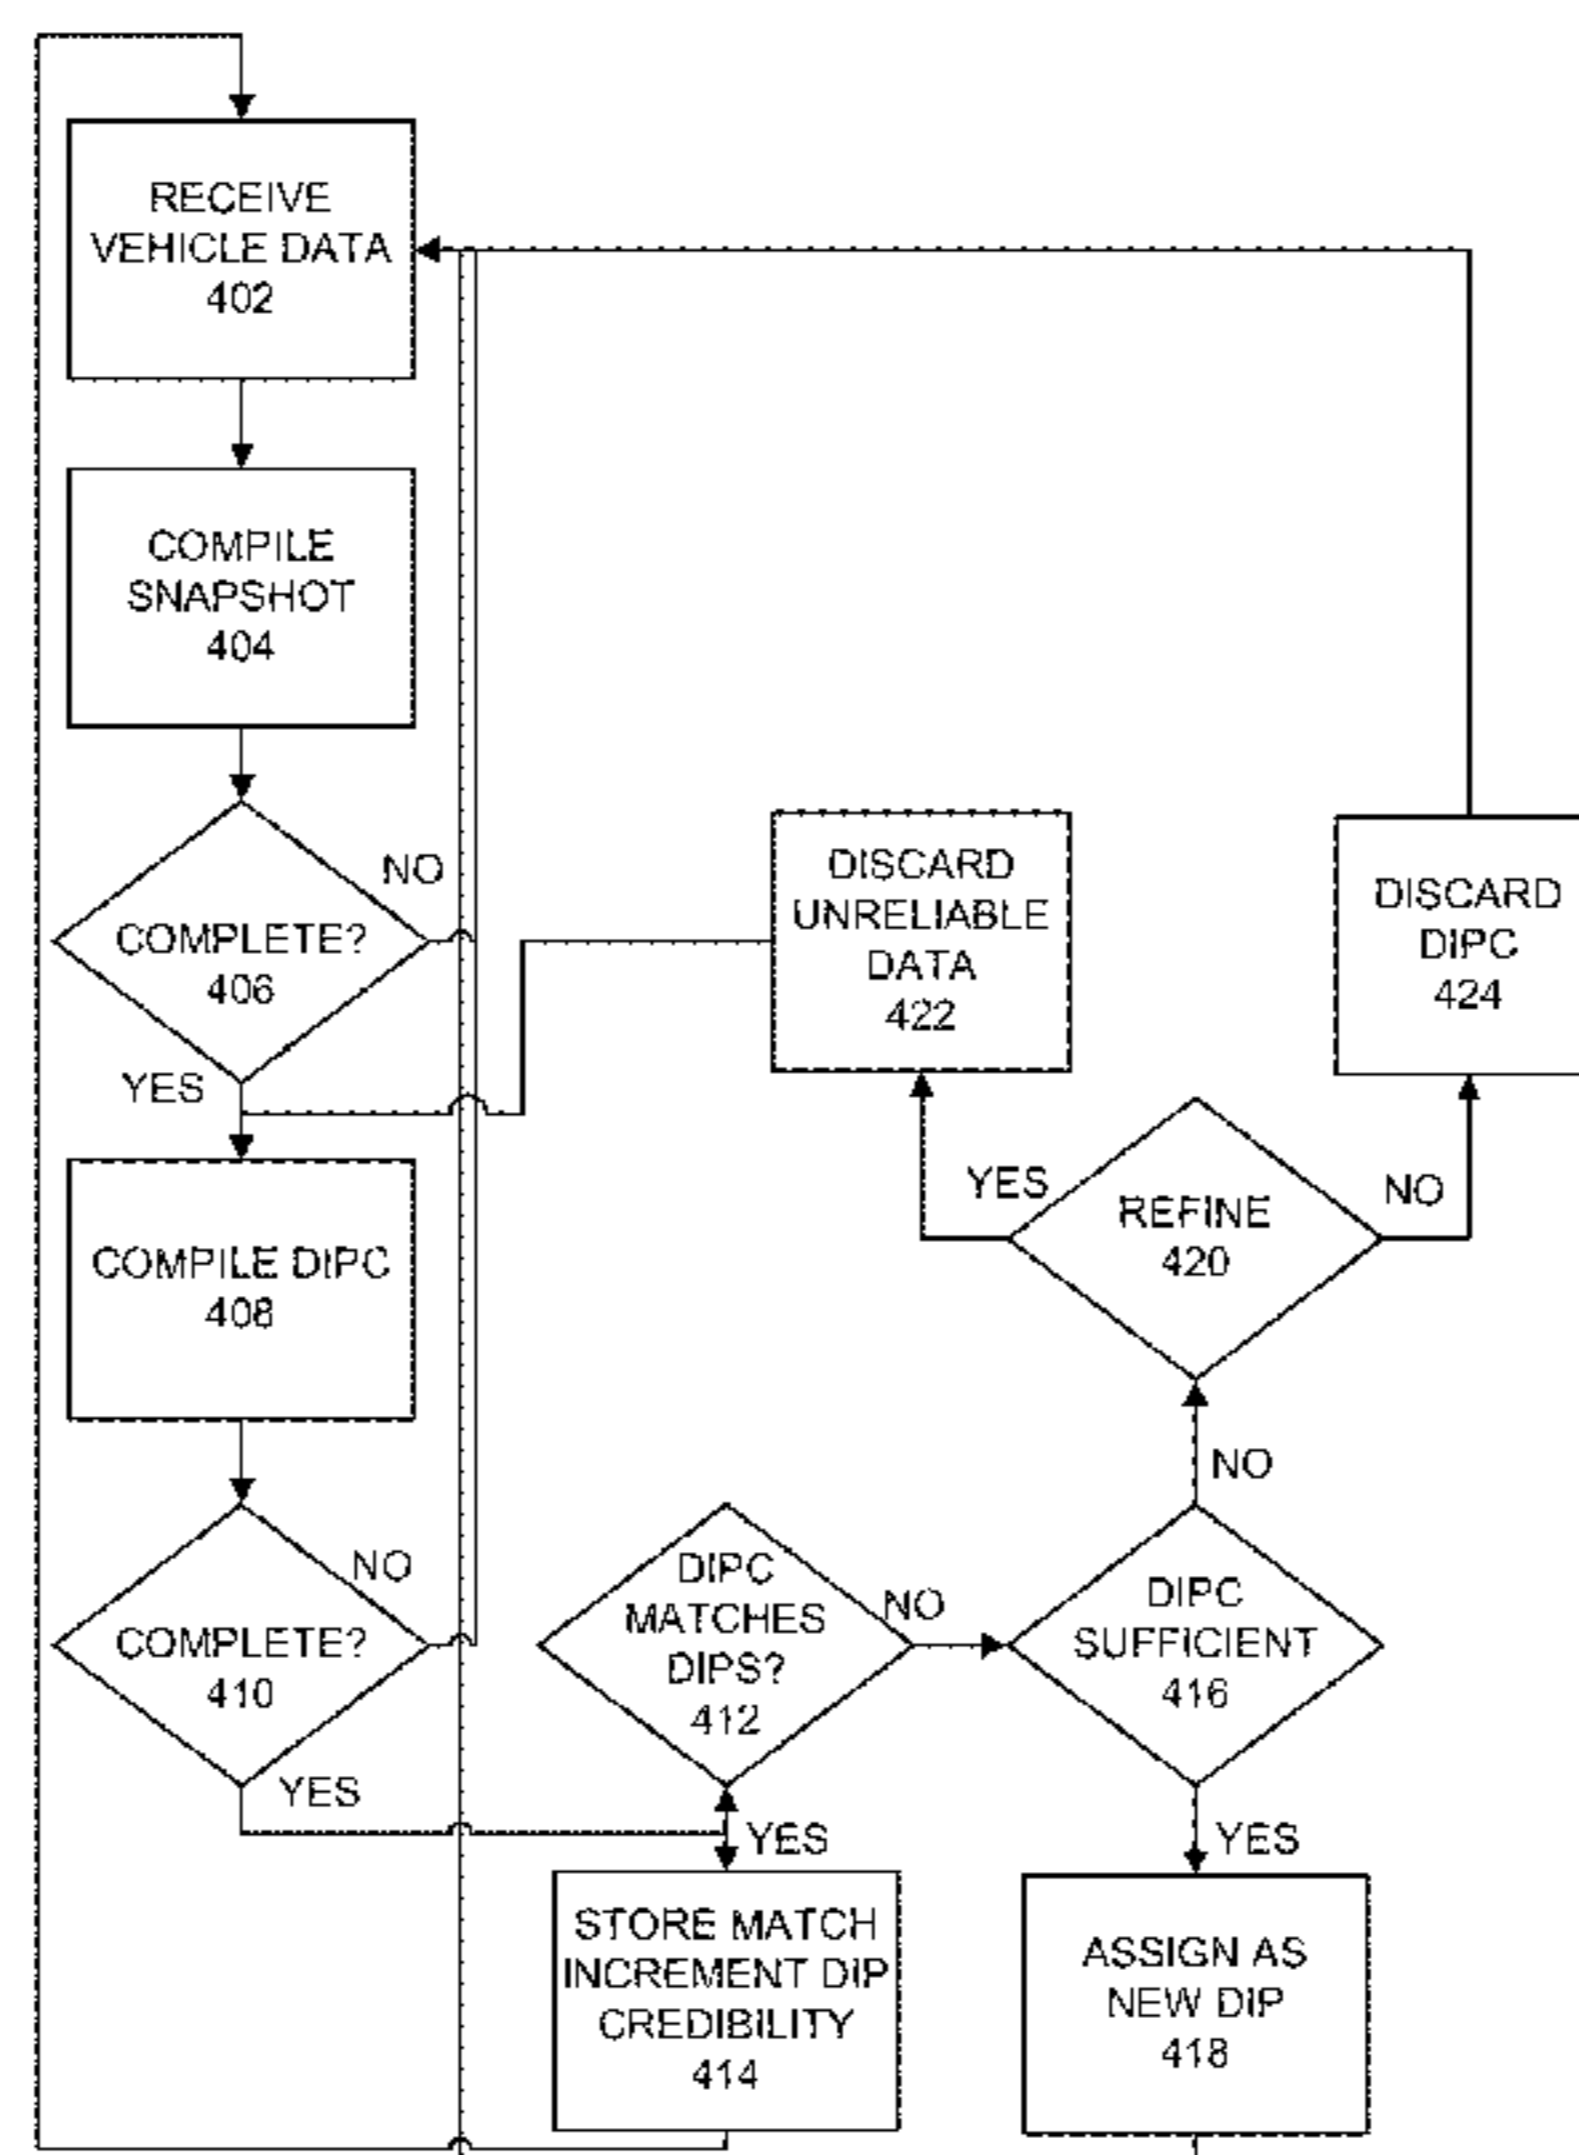 RECEIVE
VEHICLE DATA
402
COMPILE
SNAPSHOT
404
NO
COMPLETE?
406
YES
COMPILE DIPC
408
NO
COMPLETE?
410
YES
DIPC
MATCHES
DIPS?
412
NO
YES
STORE MATCH
INCREMENT DIP
CREDIBILITY
414
DIPC
SUFFICIENT
416
NO
YES
ASSIGN AS
NEW DIP
418
REFINE
420
YES
NO
DISCARD
UNRELIABLE
DATA
422
DISCARD
DIPC
424